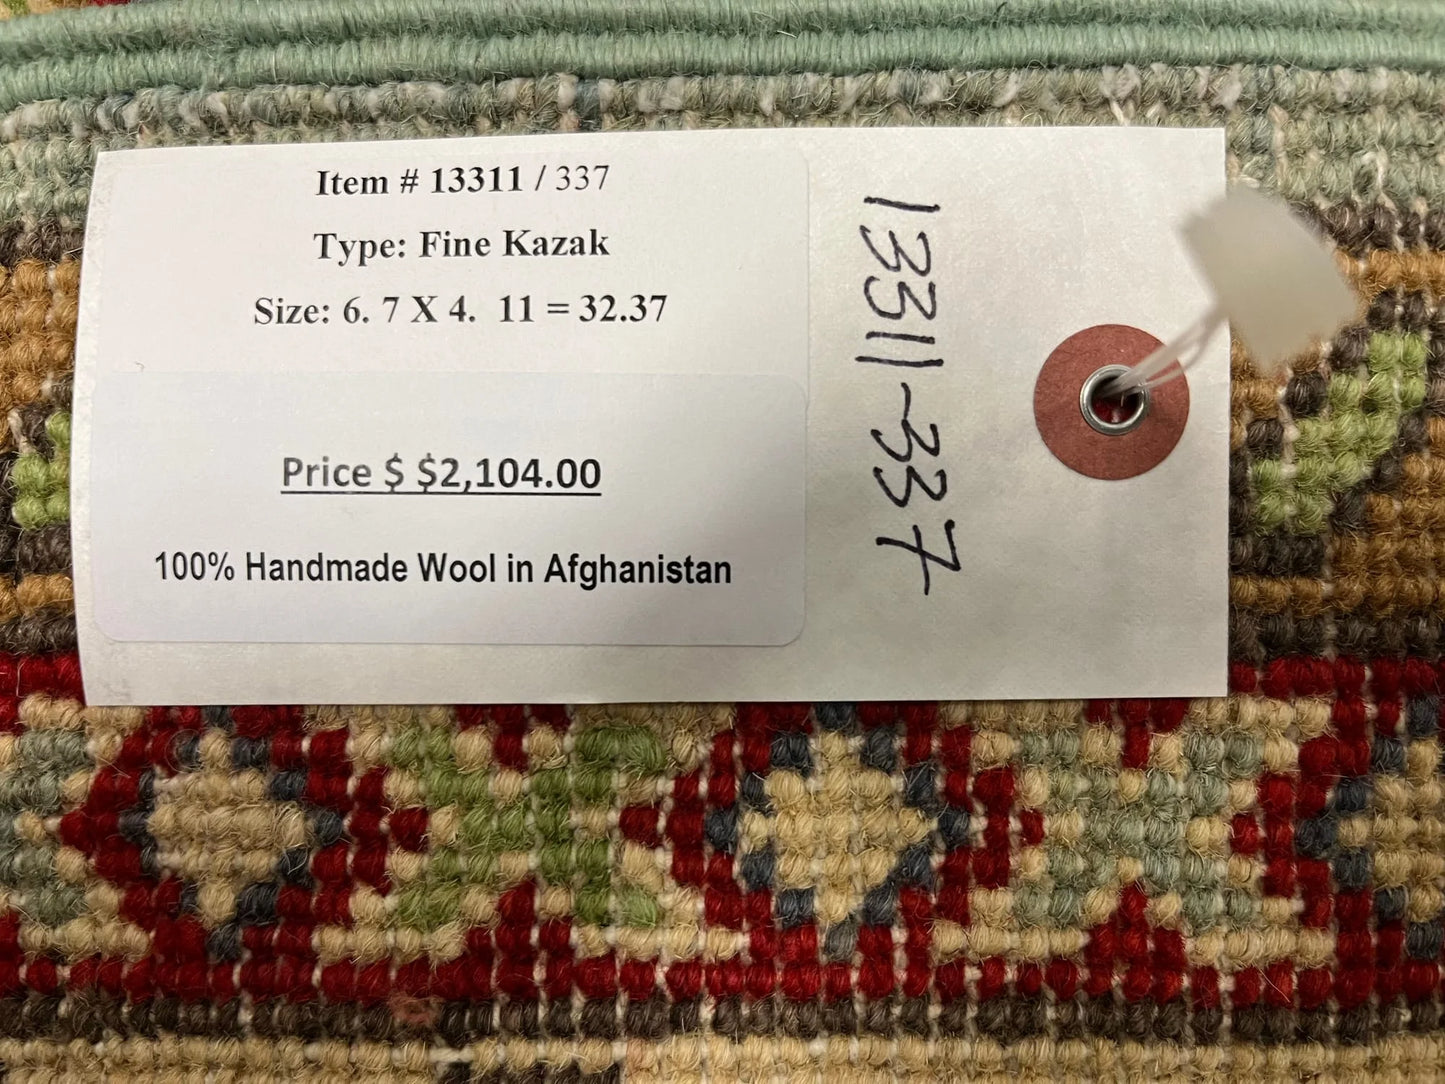 Item # 13311 / 337
Type: Fine Kazak
Size: 6. 7 X 4.  11 = 32.37
Price $ $2,104.00
100% Handmade Wool in Afghanistan
13311-337